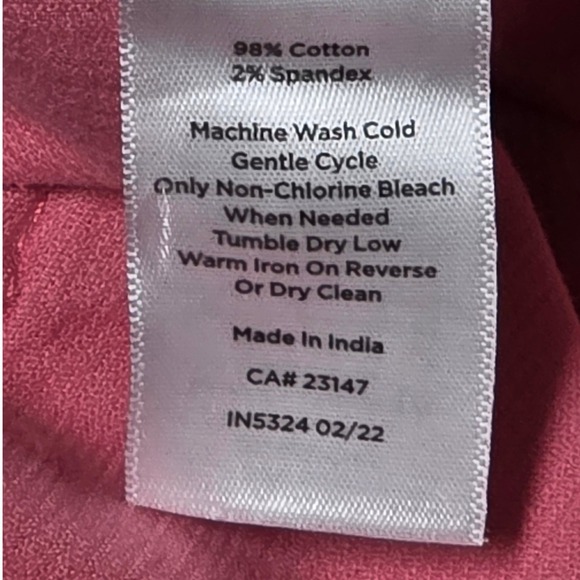 98% Cotton
2% Spandex
Machine Wash Cold
Gentle Cycle
Only Non-Chlorine Bleach
When Needed
Tumble Dry Low
Warm Iron On Reverse
Or Dry Clean
Made In India
CA# 23147
IN5324 02/22